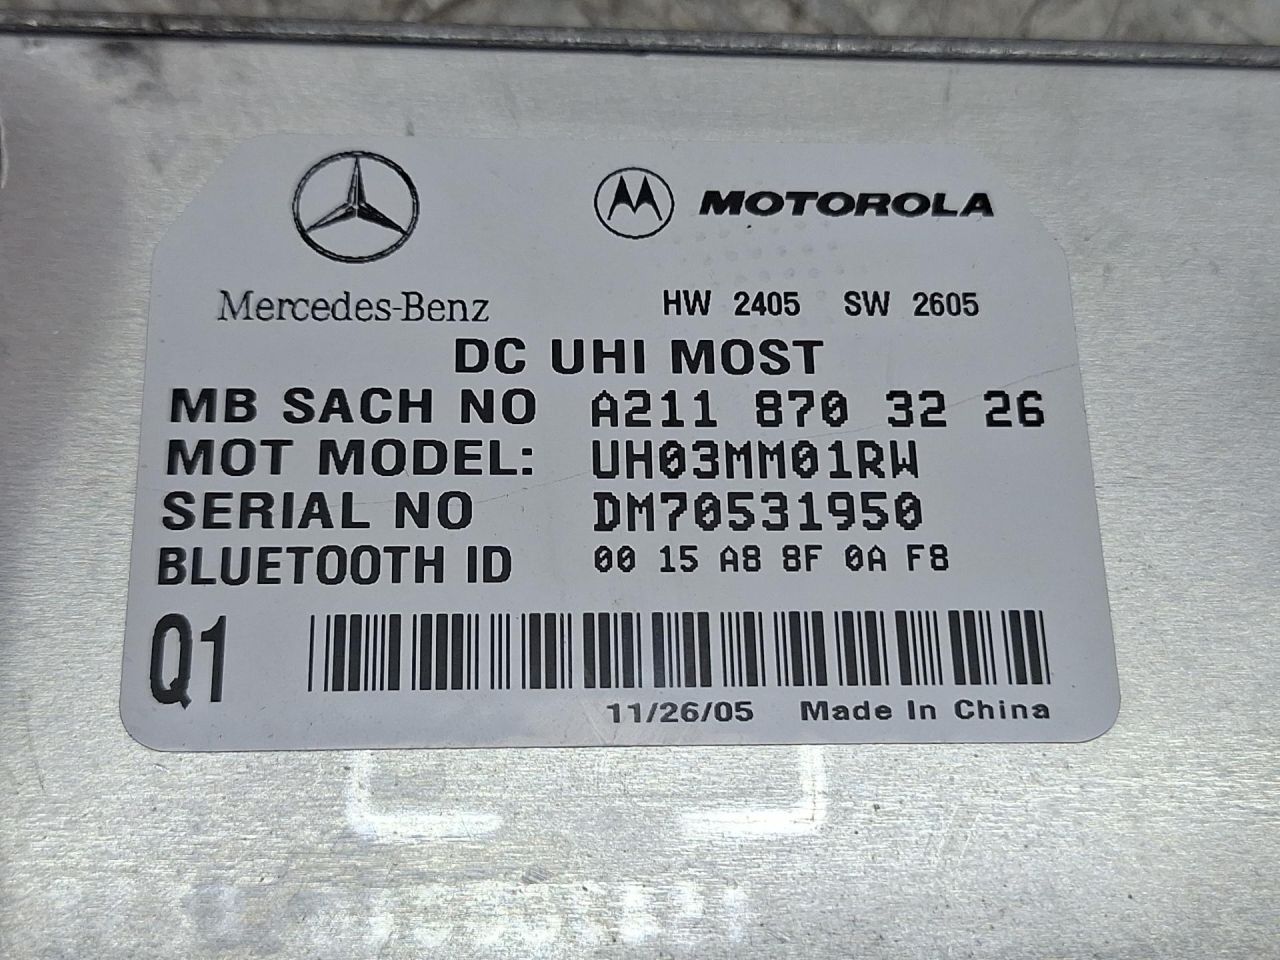 MOTOROLA
Mercedes-Benz
HW 2405 SW 2605
DC UHI MOST
MB SACH NO A211 870 32 26
MOT MODEL: UH03MM01RW
SERIAL NO DM70531950
BLUETOOTH ID 00 15 A8 8F 0A F8
Q1
11/26/05 Made In China